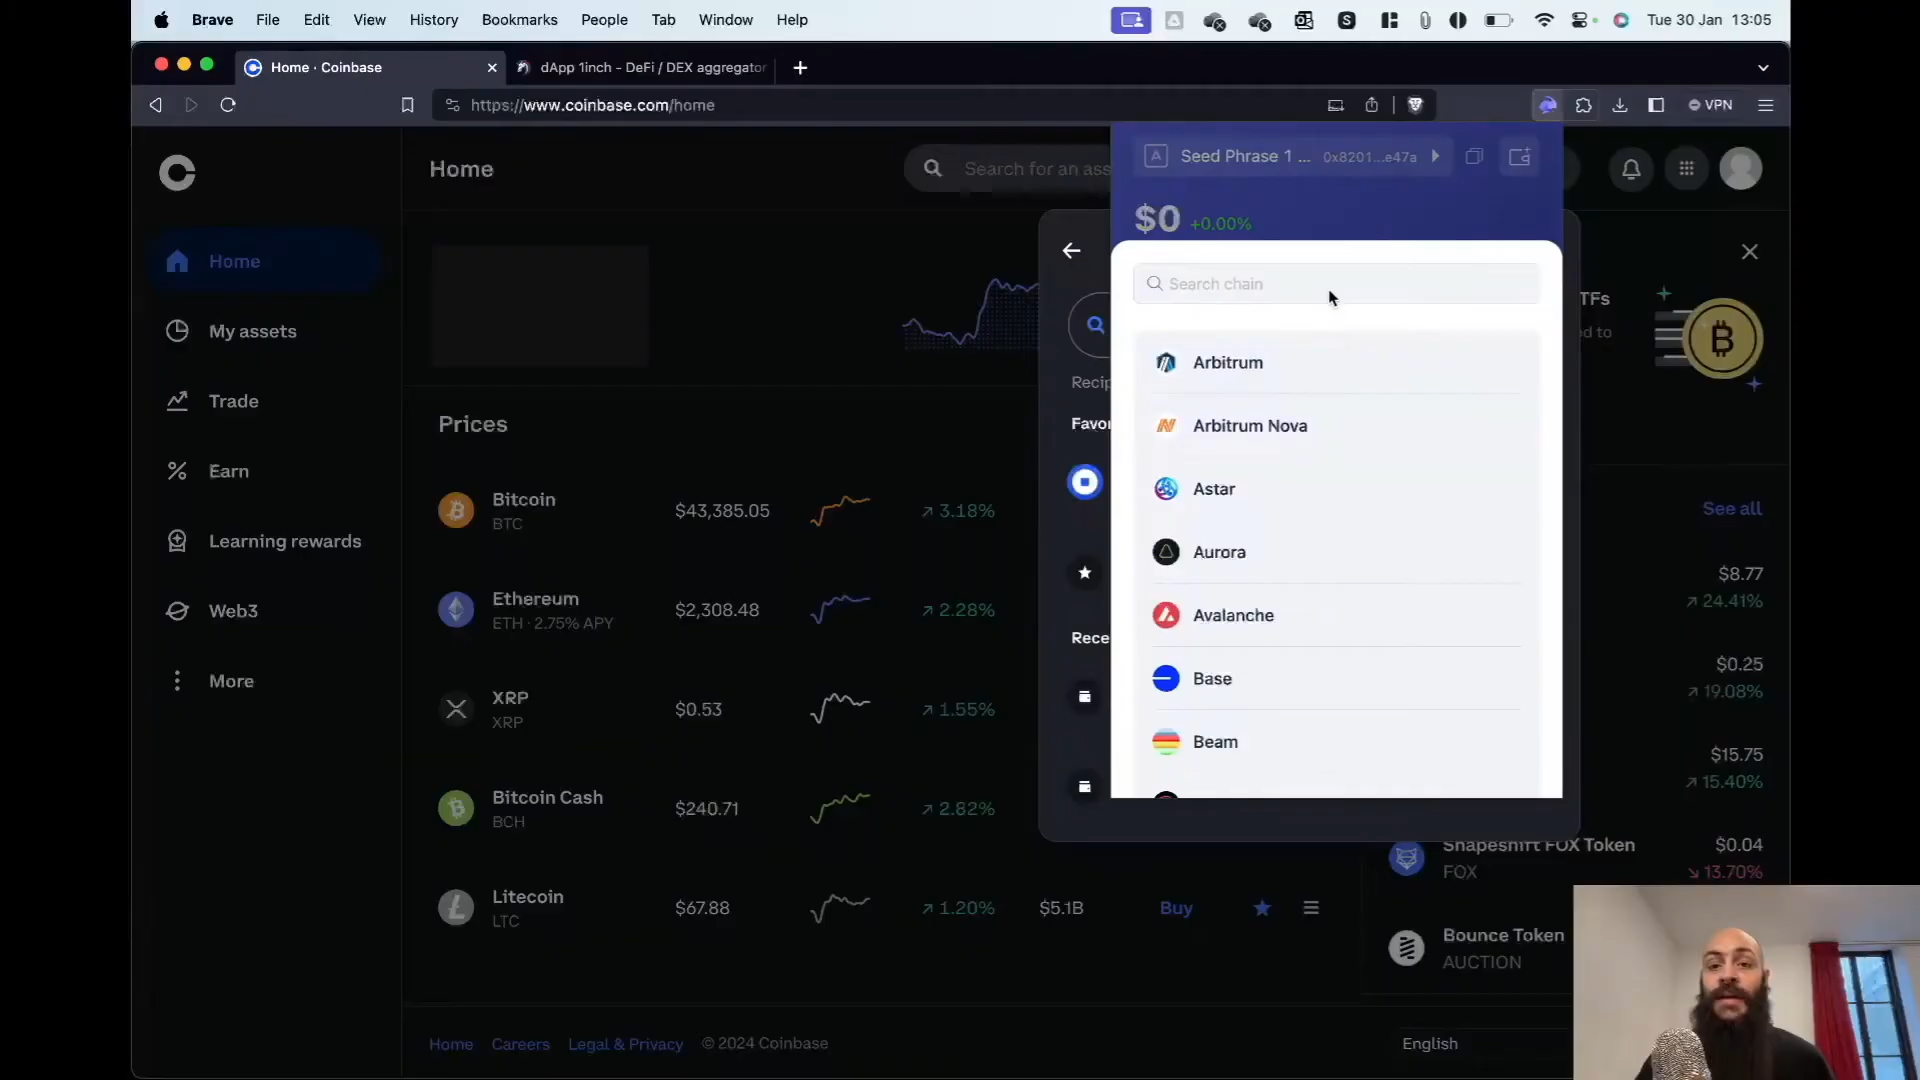 Brave File Edit View History Bookmarks People Tab Window Help
Tue 30 Jan 13:05
Home · Coinbase
dApp 1inch - DeFi / DEX aggregator
https://www.coinbase.com/home
VPN
Home
Search for an ass
Home
My assets
Trade
Earn
Learning rewards
Web3
More
Prices
Bitcoin
BTC
$43,385.05
3.18%
Ethereum
ETH · 2.75% APY
$2,308.48
2.28%
XRP
XRP
$0.53
1.55%
Bitcoin Cash
BCH
$240.71
2.82%
Litecoin
LTC
$67.88
1.20%
$5.1B
Buy
Recip
Favor
Rece
Seed Phrase 1 ...
0x8201...e47a
$0 +0.00%
Search chain
Arbitrum
Arbitrum Nova
Astar
Aurora
Avalanche
Base
Beam
TFs
d to
See all
$8.77
24.41%
$0.25
19.08%
$15.75
15.40%
Shapeshift FOX Token
FOX
$0.04
13.70%
Bounce Token
AUCTION
Home Careers Legal & Privacy © 2024 Coinbase
English